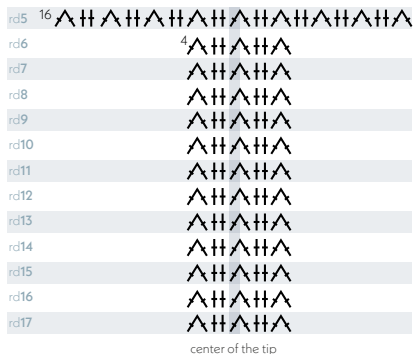 rd5 16
rd6 4
rd7
rd8
rd9
rd10
rd11
rd12
rd13
rd14
rd15
rd16
rd17
center of the tip